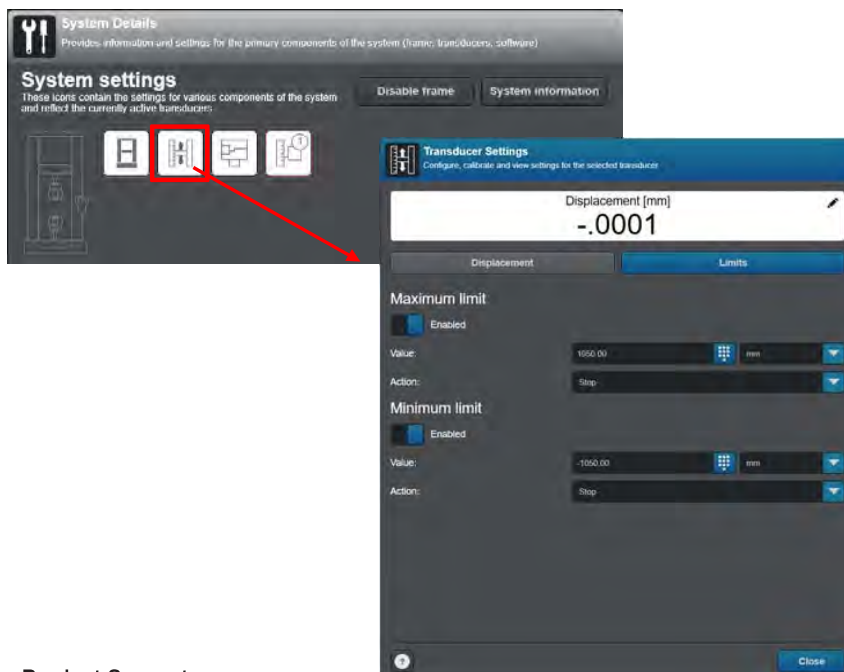 System Details
Provides information and settings for the primary components of the system (frame, transducers, software)
System settings
These icons contain the settings for various components of the system
and reflect the currently active transducers
Disable frame
System information
1
Transducer Settings
Configure, calibrate and view settings for the selected transducer
Displacement [mm]
-.0001
Displacement
Limits
Maximum limit
Enabled
Value:
1050.00
mm
Action:
Stop
Minimum limit
Enabled
Value:
-1050.00
mm
Action:
Stop
?
Close